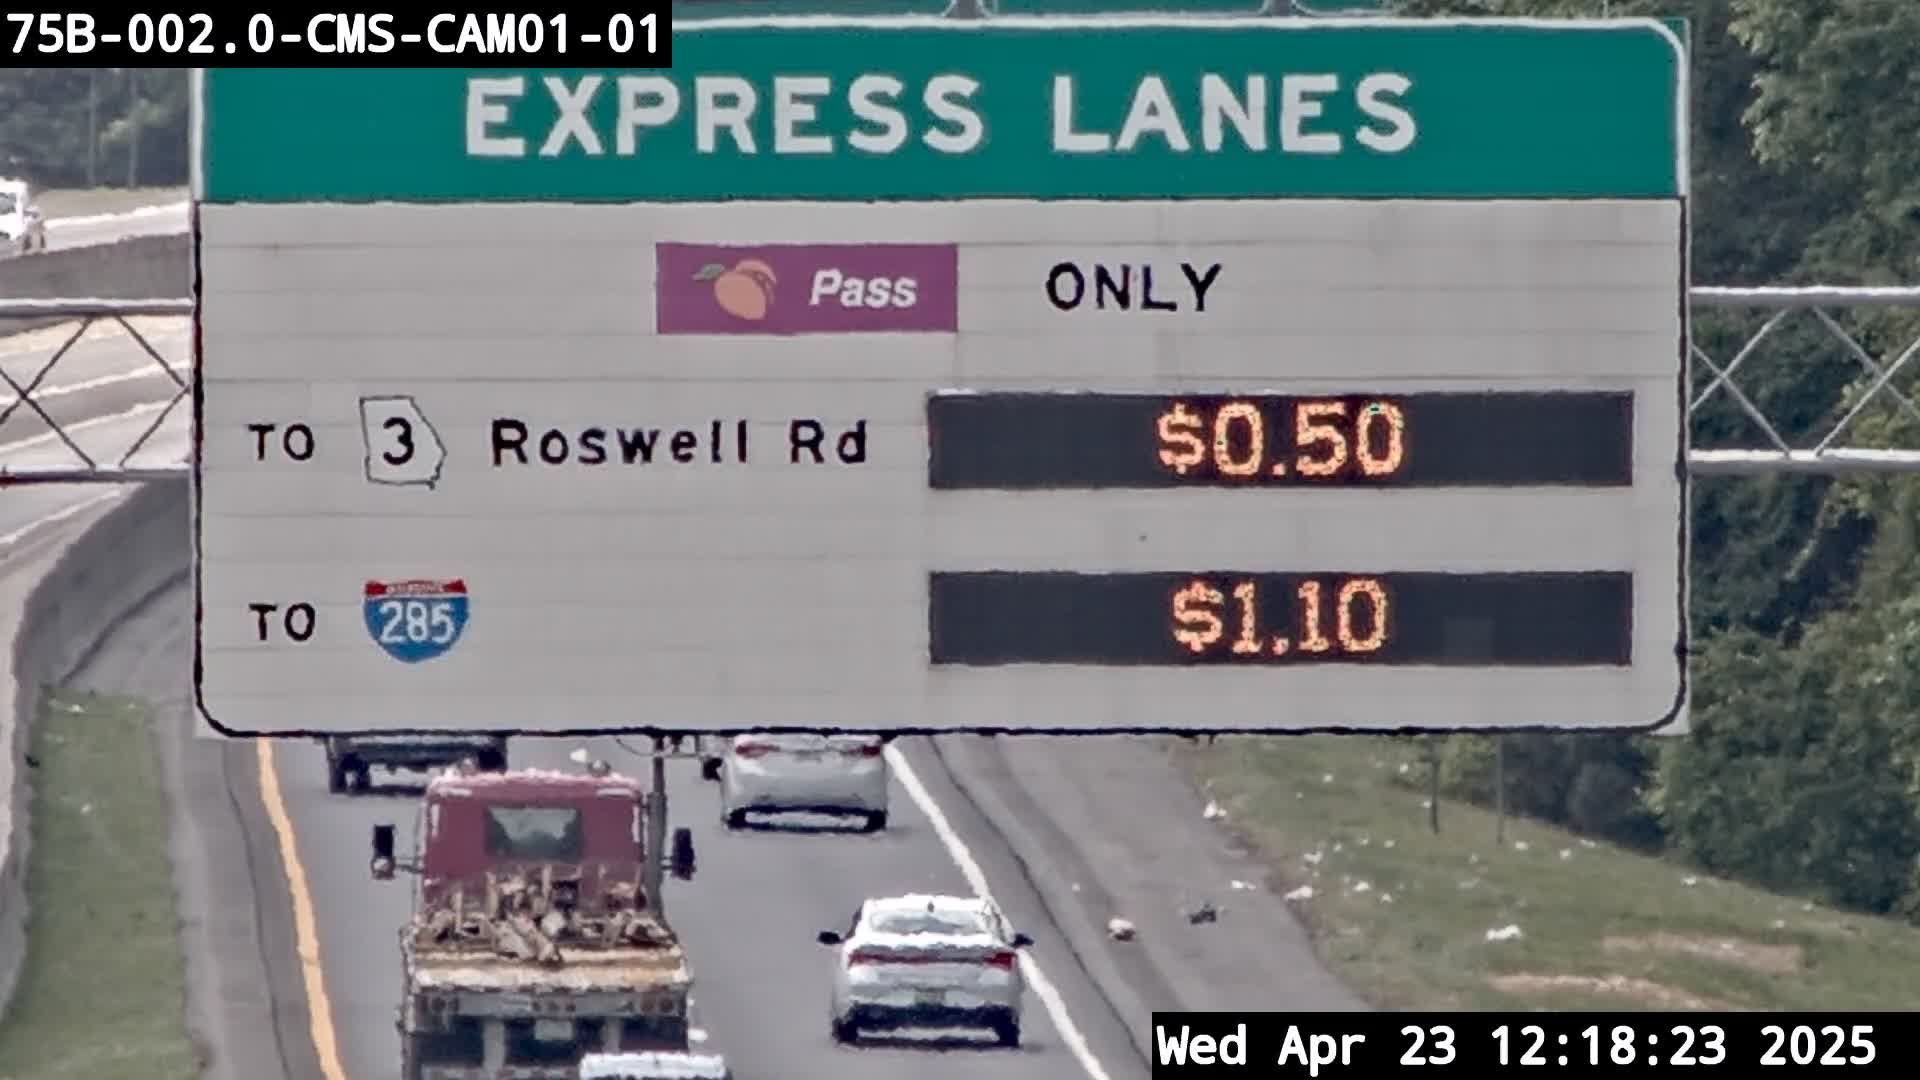 75B-002.0-CMS-CAM01-01
EXPRESS LANES
Pass ONLY
TO 3 Roswell Rd $0.50
TO 285 $1.10
Wed Apr 23 12:18:23 2025